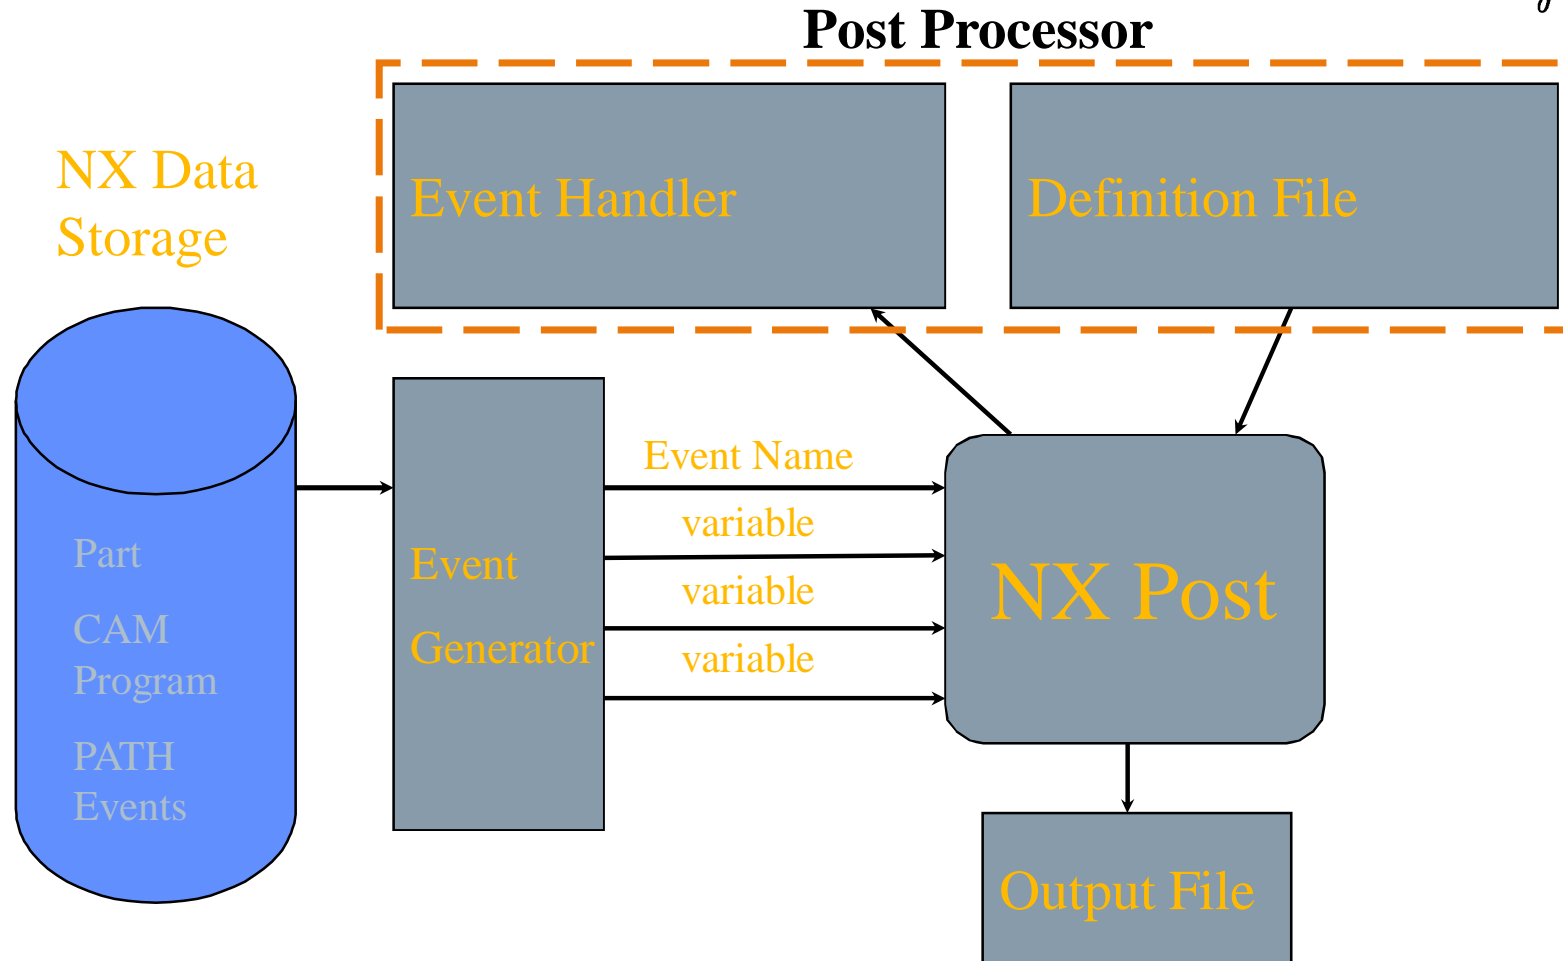 Post Processor
NX Data
Storage
Event Handler
Definition File
Event Name
variable
variable
variable
Event
Generator
NX Post
Part
CAM
Program
PATH
Events
Output File